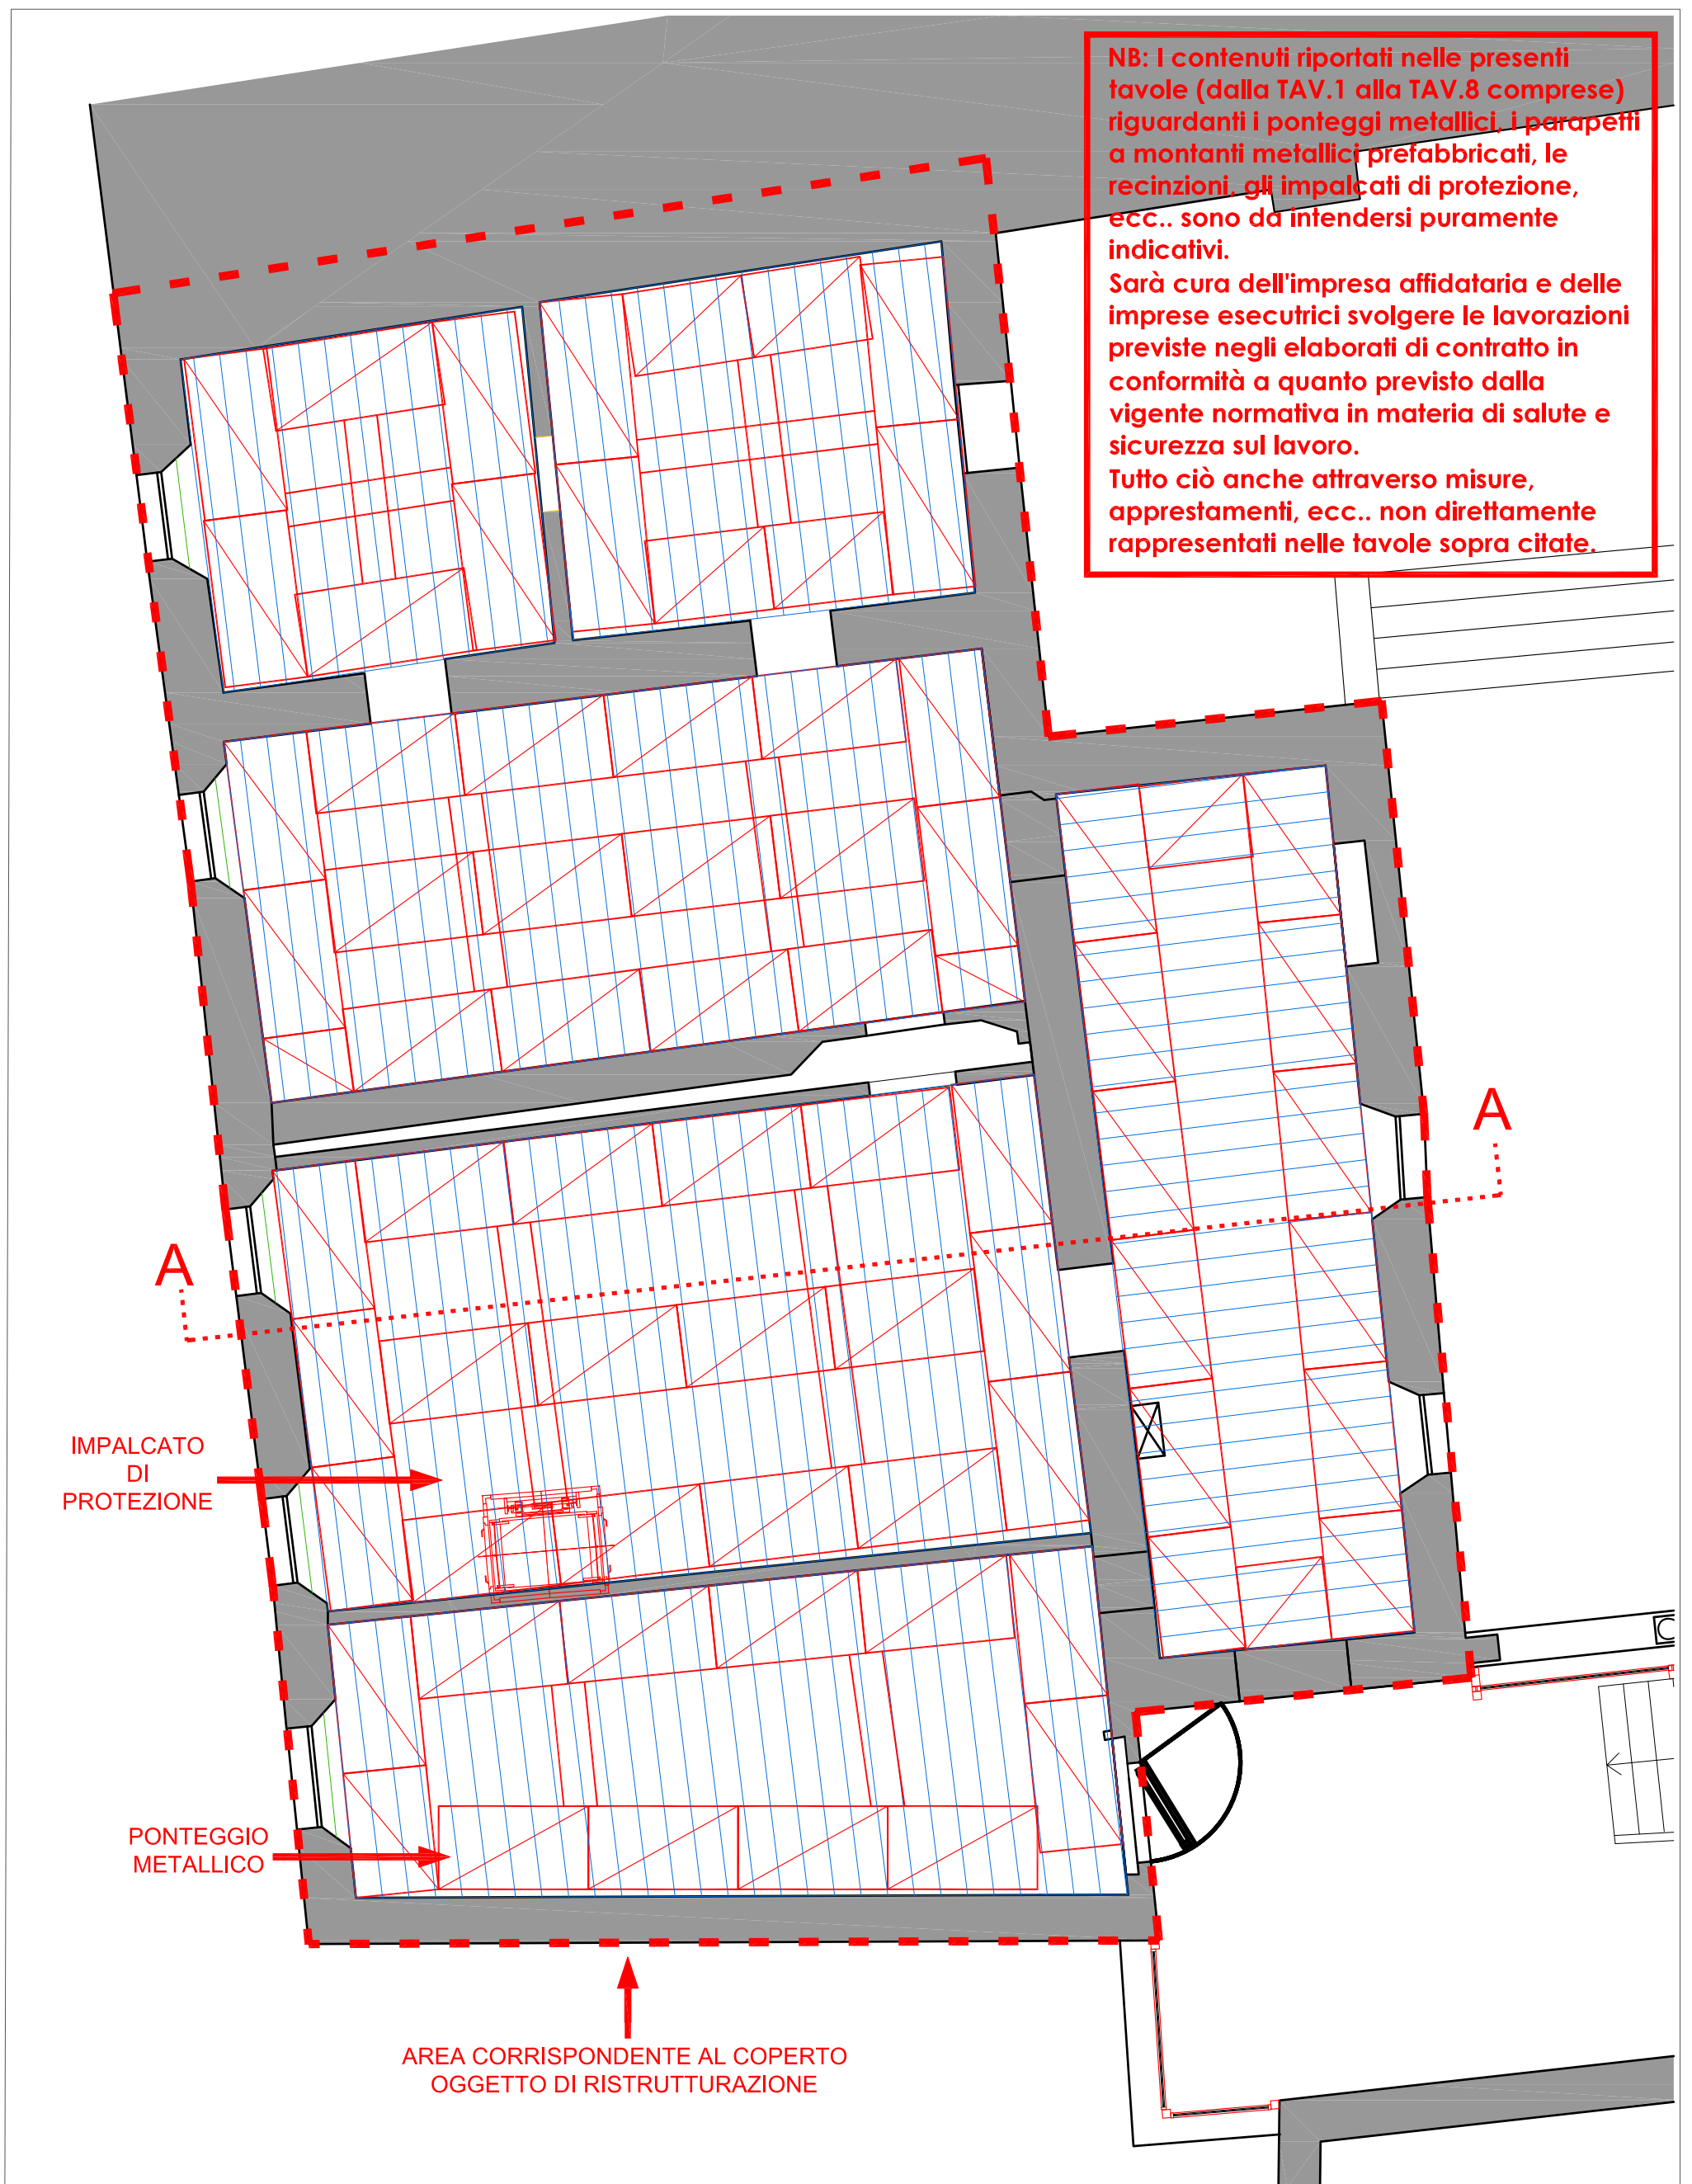 NB: I contenuti riportati nelle presenti
tavole (dalla TAV.1 alla TAV.8 comprese)
riguardanti i ponteggi metallici, i parapetti
a montanti metallici prefabbricati, le
recinzioni, gli impalcati di protezione,
ecc.. sono da intendersi puramente
indicativi.
Sarà cura dell'impresa affidataria e delle
imprese esecutrici svolgere le lavorazioni
previste negli elaborati di contratto in
conformità a quanto previsto dalla
vigente normativa in materia di salute e
sicurezza sul lavoro.
Tutto ciò anche attraverso misure,
apprestamenti, ecc.. non direttamente
rappresentati nelle tavole sopra citate.
A
A
IMPALCATO
DI
PROTEZIONE
PONTEGGIO
METALLICO
AREA CORRISPONDENTE AL COPERTO
OGGETTO DI RISTRUTTURAZIONE